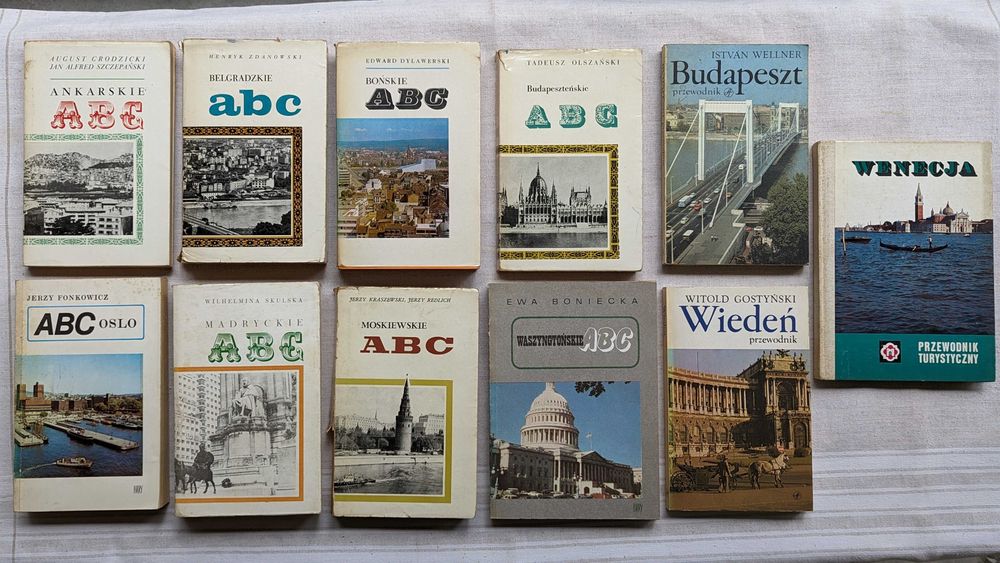 AUGUST GRODZICKI
JAN ALFRED SZCZEPAŃSKI
ANKARSKIE
ABC
HENRYK ZDANOWSKI
BELGRADZKIE
abc
EDWARD DYLAWERSKI
BOŃSKIE
ABC
TADEUSZ OLSZAŃSKI
Budapeszteńskie
ABC
ISTVÁN WELLNER
Budapeszt
przewodnik
WENECJA
PRZEWODNIK
TURYSTYCZNY
JERZY FONKOWICZ
ABC OSLO
WILHELMINA SKULSKA
MADRYCKIE
ABC
JERZY KRASZEWSKI, JERZY REDLICH
MOSKIEWSKIE
ABC
EWA BONIECKA
WASZYNGTOŃSKIE ABC
WITOLD GOSTYŃSKI
Wiedeń
przewodnik